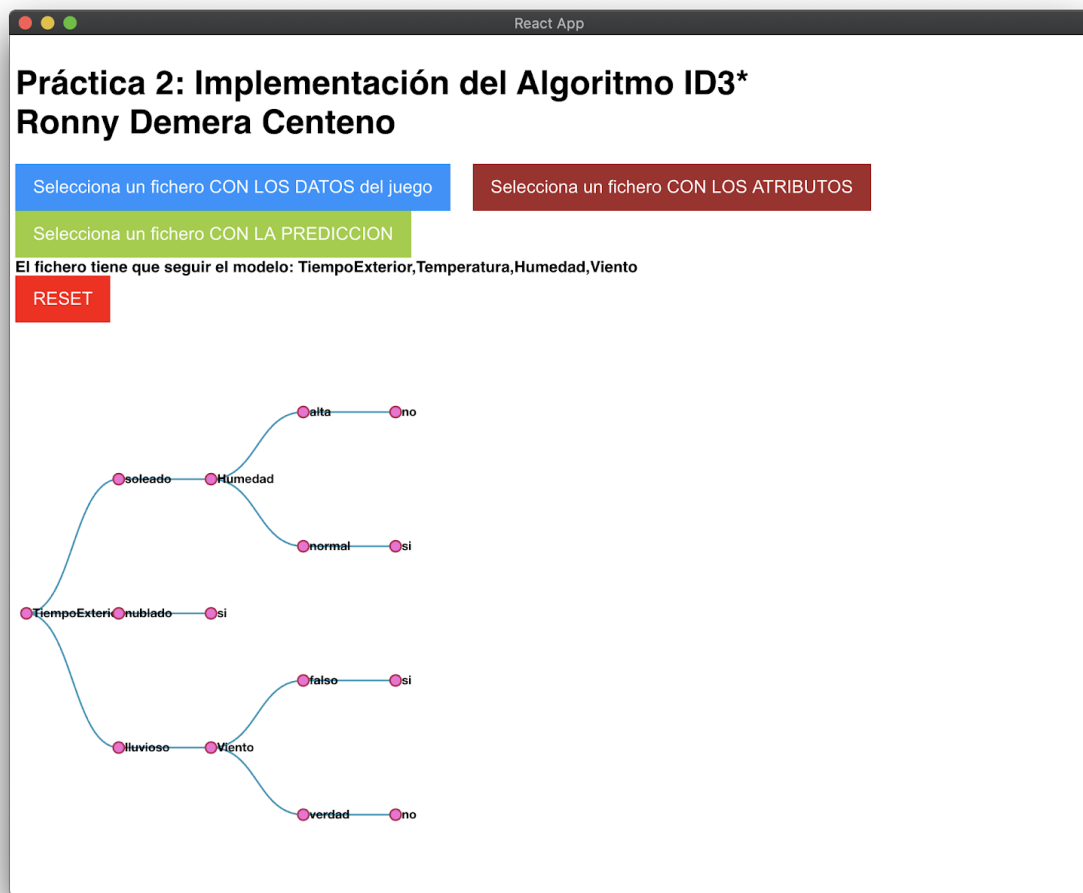 React App
Práctica 2: Implementación del Algoritmo ID3*
Ronny Demera Centeno
Selecciona un fichero CON LOS DATOS del juego
Selecciona un fichero CON LOS ATRIBUTOS
Selecciona un fichero CON LA PREDICCION
El fichero tiene que seguir el modelo: TiempoExterior,Temperatura,Humedad,Viento
RESET
alta
no
soleado
Humedad
normal
si
TiempoExterio
nublado
si
falso
si
lluvioso
Viento
verdad
no